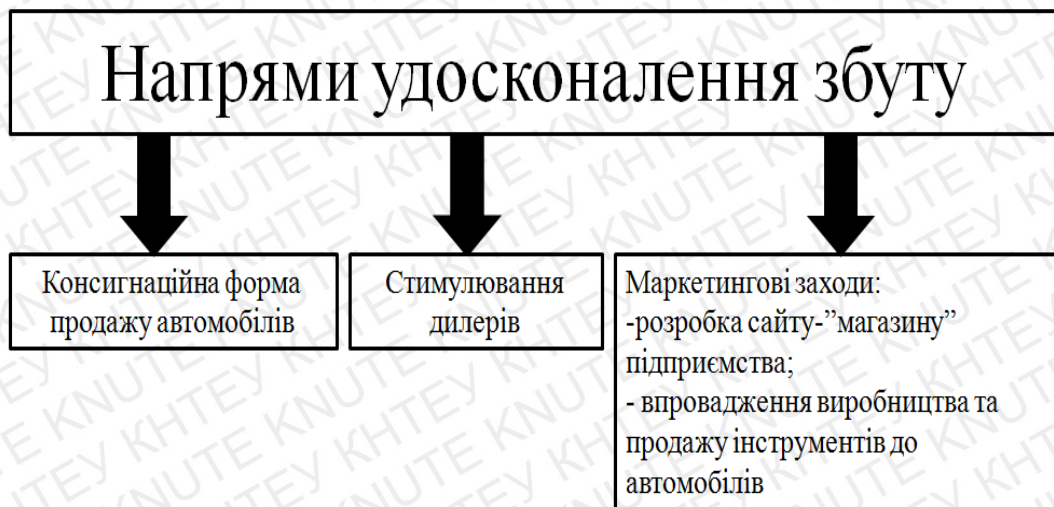 Напрями удосконалення збуту
Консигнаційна форма
продажу автомобілів
Стимулювання
дилерів
Маркетингові заходи:
-розробка сайту-”магазину”
підприємства;
- впровадження виробництва та
продажу інструментів до
автомобілів